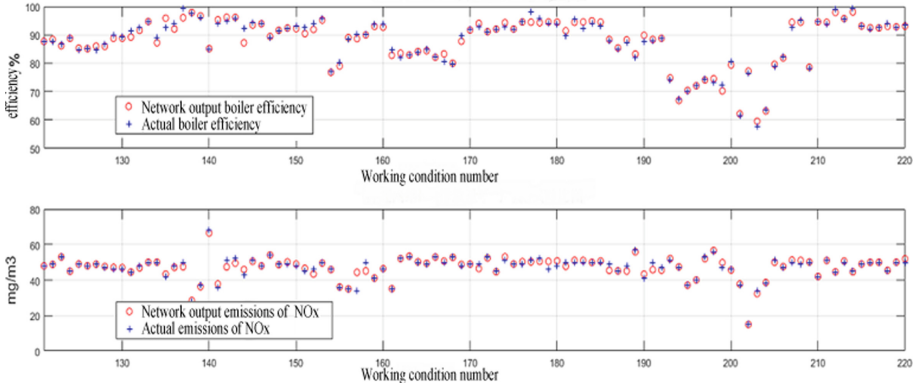 100
90
80
70
60
50
efficiency %
Network output boiler efficiency
Actual boiler efficiency
130 140 150 160 170 180 190 200 210 220
Working condition number
80
60
40
20
0
mg/m3
Network output emissions of NOx
Actual emissions of NOx
130 140 150 160 170 180 190 200 210 220
Working condition number